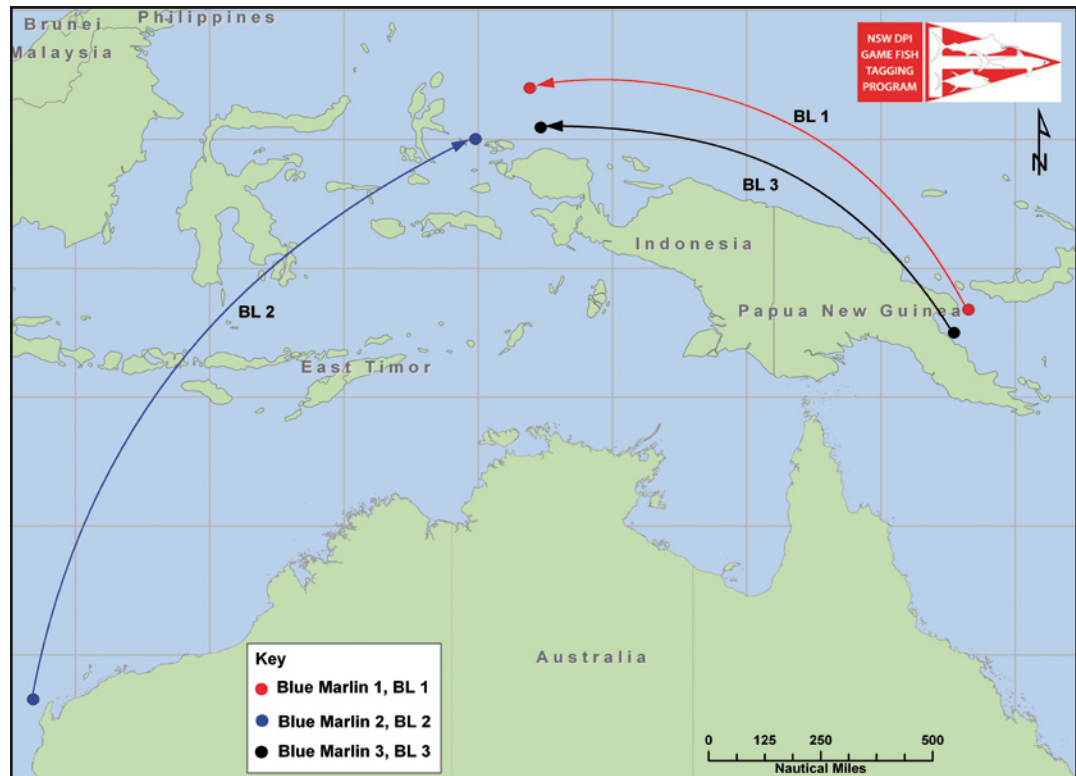 Philippines
Brunei
Malaysia
NSW DPI
GAME FISH
TAGGING
PROGRAM
BL 1
N
BL 3
Indonesia
BL 2
Papua New Guinea
East Timor
Australia
Key
Blue Marlin 1, BL 1
Blue Marlin 2, BL 2
Blue Marlin 3, BL 3
0 125 250 500
Nautical Miles